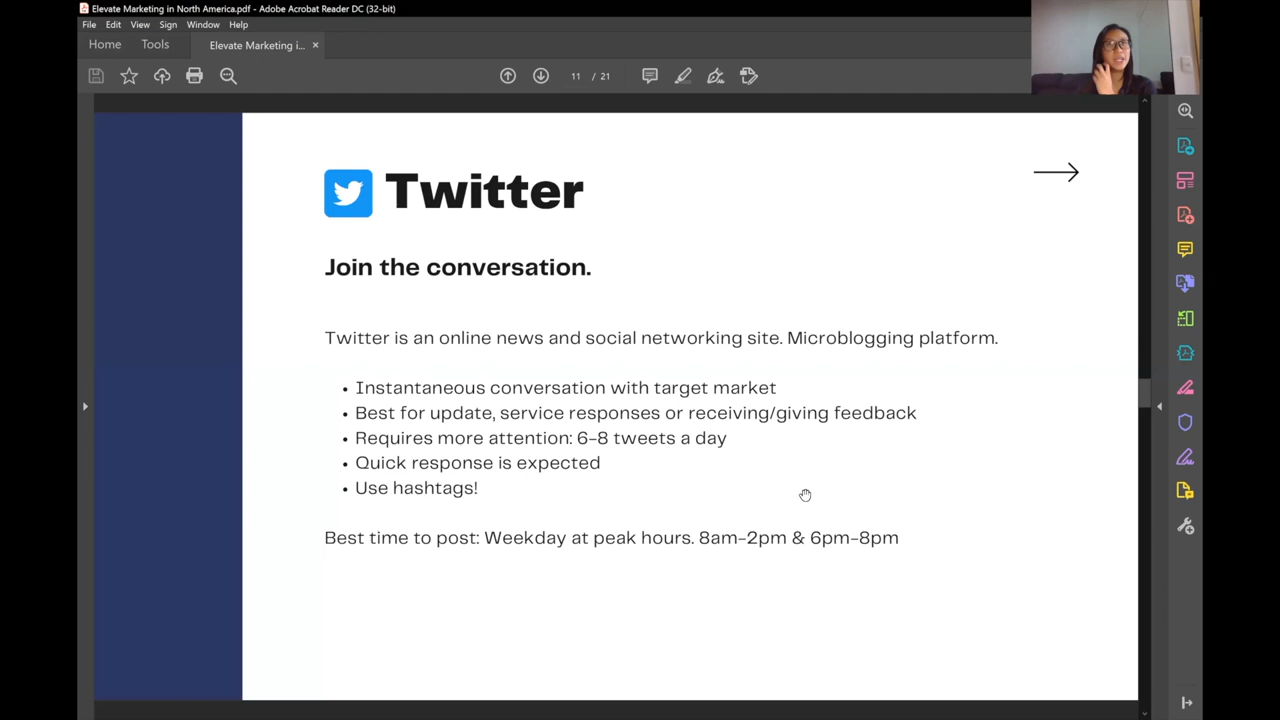 Elevate Marketing in North America.pdf - Adobe Acrobat Reader DC (32-bit)
File Edit View Sign Window Help
Home Tools Elevate Marketing i... ×
11 / 21
Twitter
Join the conversation.
Twitter is an online news and social networking site. Microblogging platform.
• Instantaneous conversation with target market
• Best for update, service responses or receiving/giving feedback
• Requires more attention: 6-8 tweets a day
• Quick response is expected
• Use hashtags!
Best time to post: Weekday at peak hours. 8am-2pm & 6pm-8pm